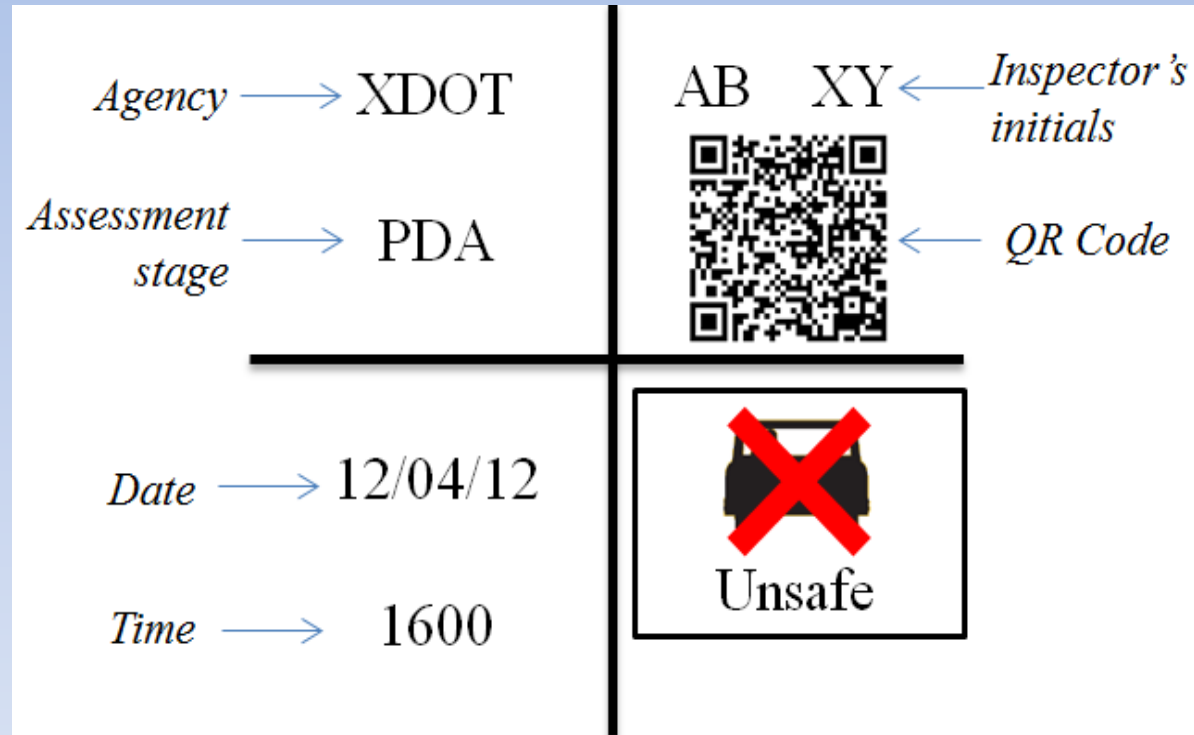 Agency
XDOT
Assessment
stage
PDA
AB XY
Inspector's
initials
QR Code
Date
12/04/12
Time
1600
Unsafe